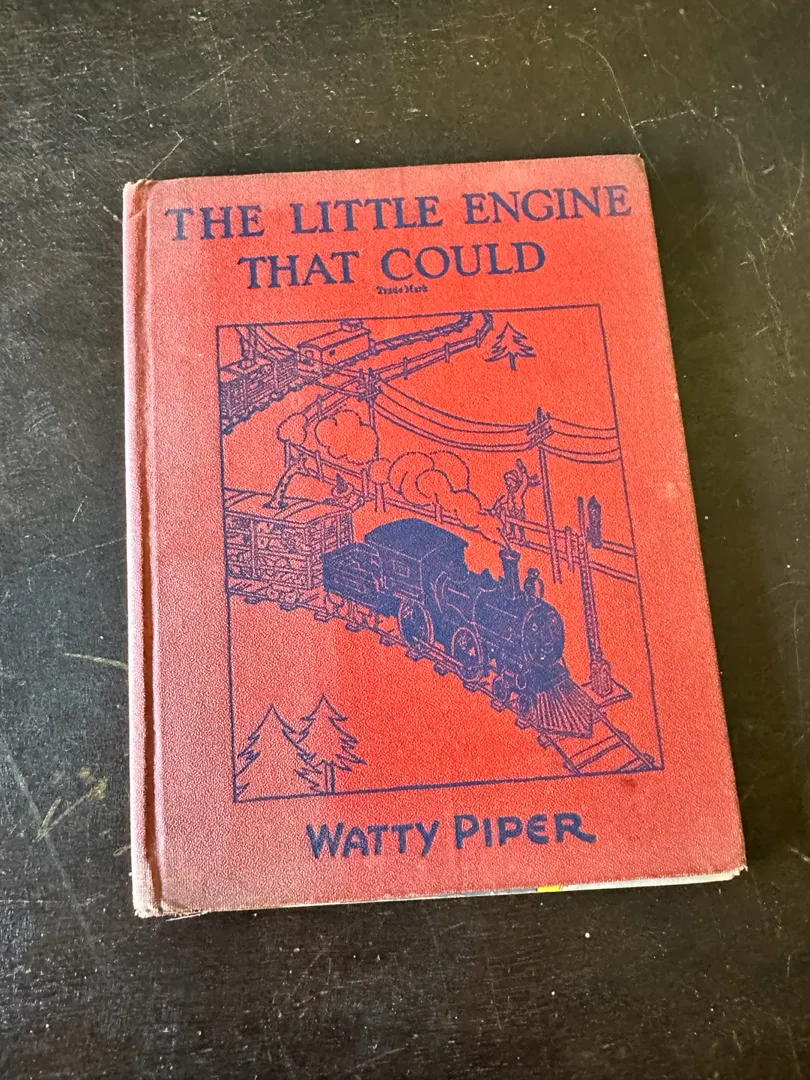 THE LITTLE ENGINE
THAT COULD
Trade Mark
WATTY PIPER